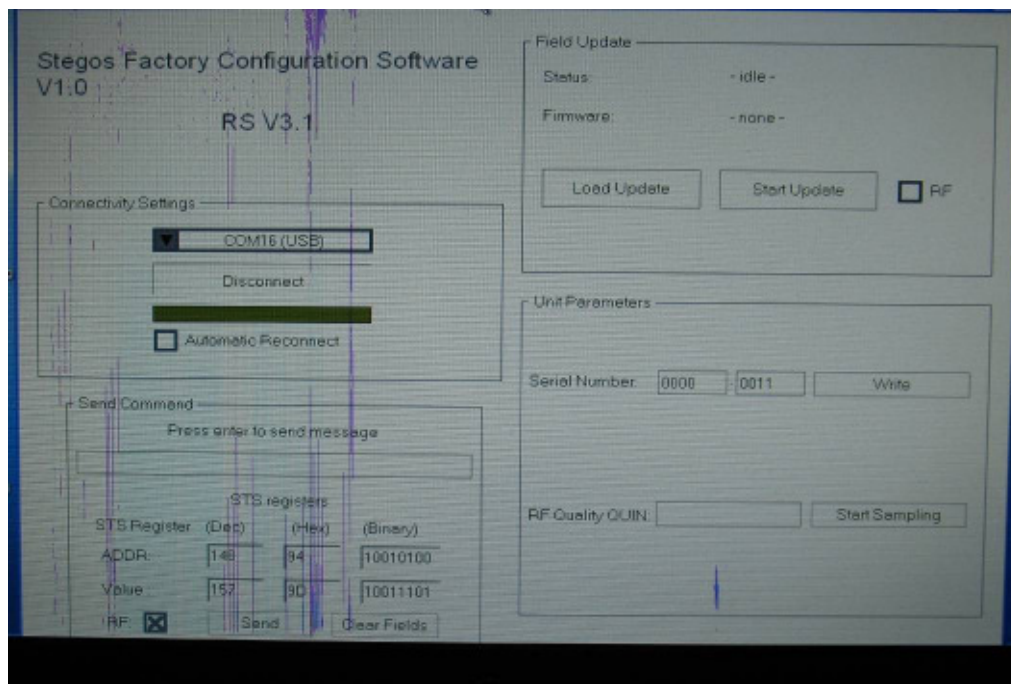 Stegos Factory Configuration Software
V1.0
RS V3.1
Connectivity Settings
COM16 (USB)
Disconnect
Automatic Reconnect
Send Command
Press enter to send message
STS registers
STS Register (Dec) (Hex) (Binary)
ADDR: 148 94 10010100
Value 157 9D 10011101
RF: Send Clear Fields
Field Update
Status: - idle -
Firmware: - none -
Load Update Start Update RF
Unit Parameters
Serial Number: 0000 - 0011 Write
RF Quality QUIN: Start Sampling